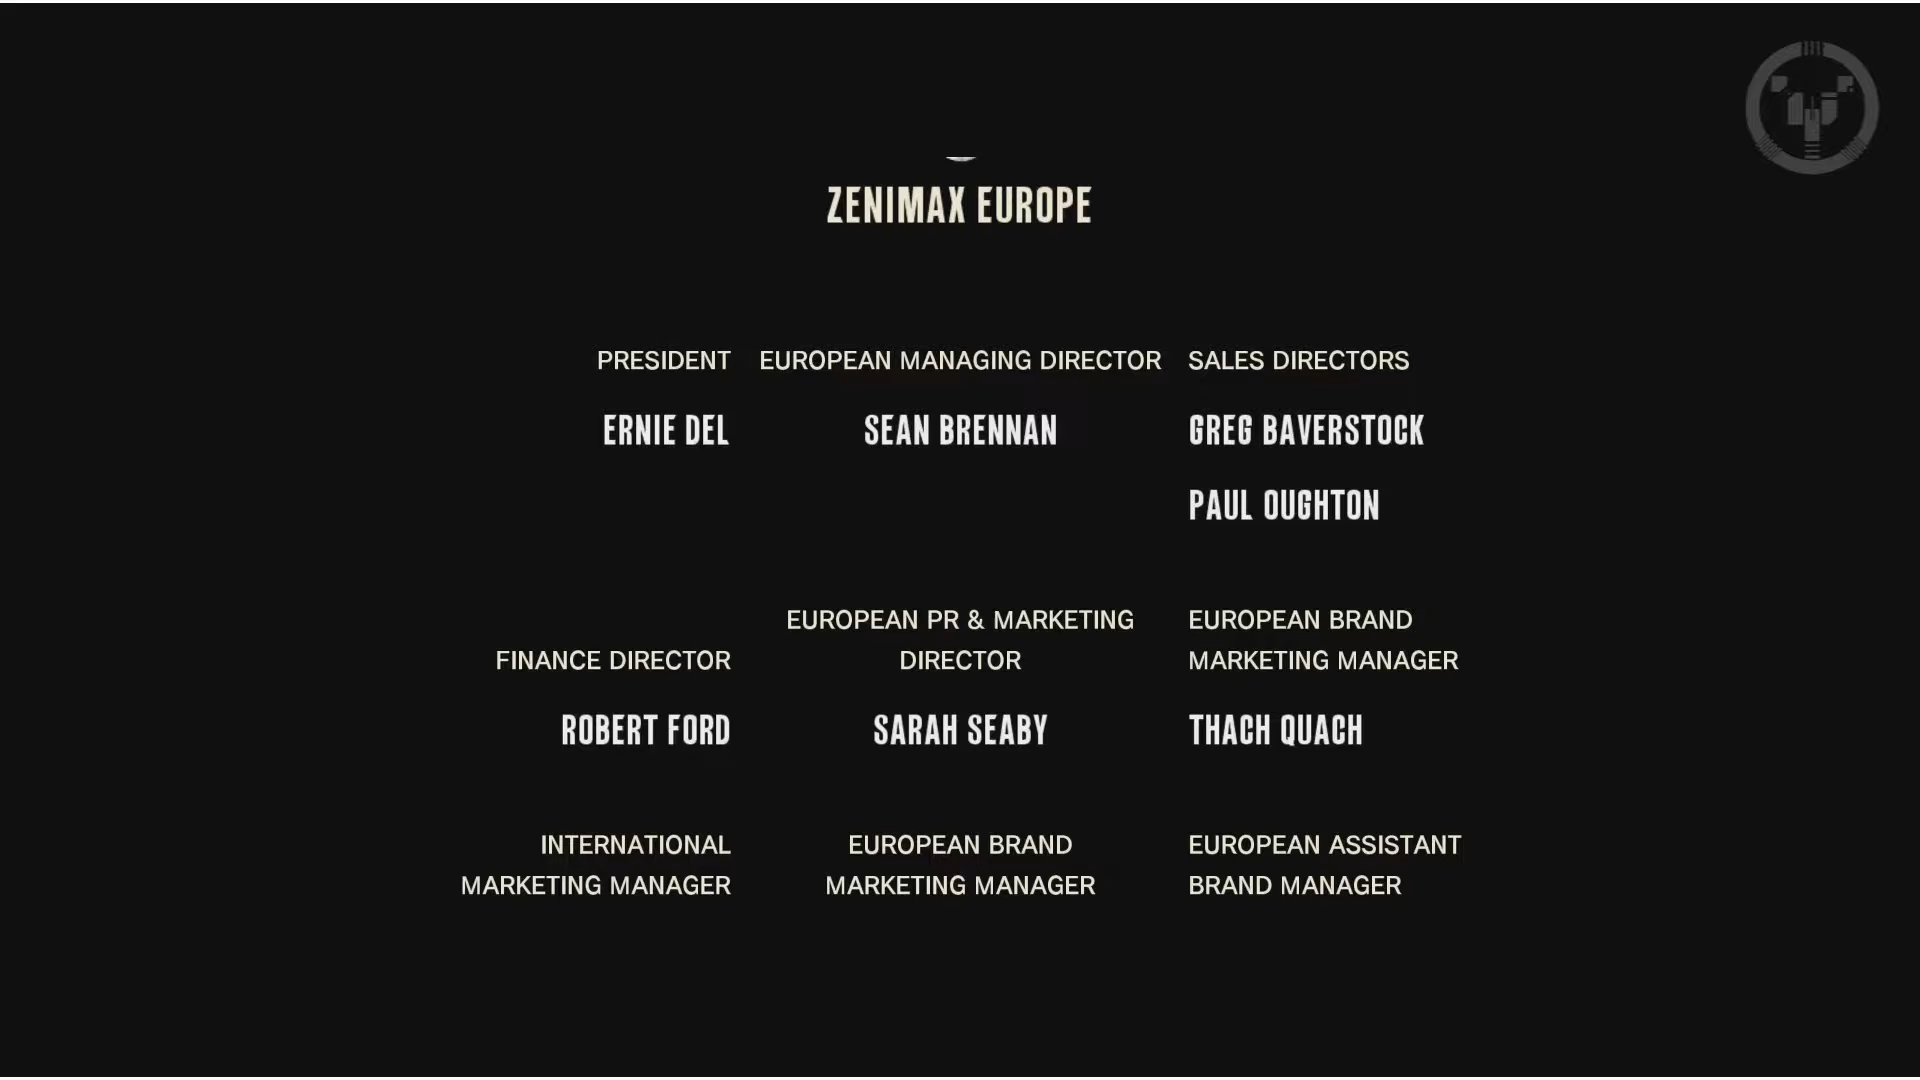 ZENIMAX EUROPE
PRESIDENT
ERNIE DEL
EUROPEAN MANAGING DIRECTOR
SEAN BRENNAN
SALES DIRECTORS
GREG BAVERSTOCK
PAUL OUGHTON
FINANCE DIRECTOR
ROBERT FORD
EUROPEAN PR & MARKETING
DIRECTOR
SARAH SEABY
EUROPEAN BRAND
MARKETING MANAGER
THACH QUACH
INTERNATIONAL
MARKETING MANAGER
EUROPEAN BRAND
MARKETING MANAGER
EUROPEAN ASSISTANT
BRAND MANAGER